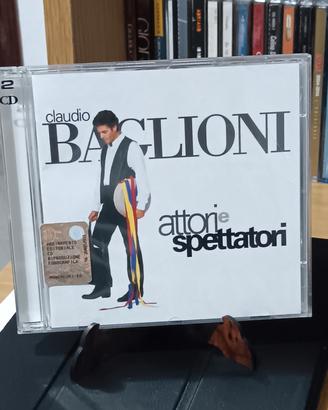 2
CD
claudio
BAGLIONI
attori e
spettatori